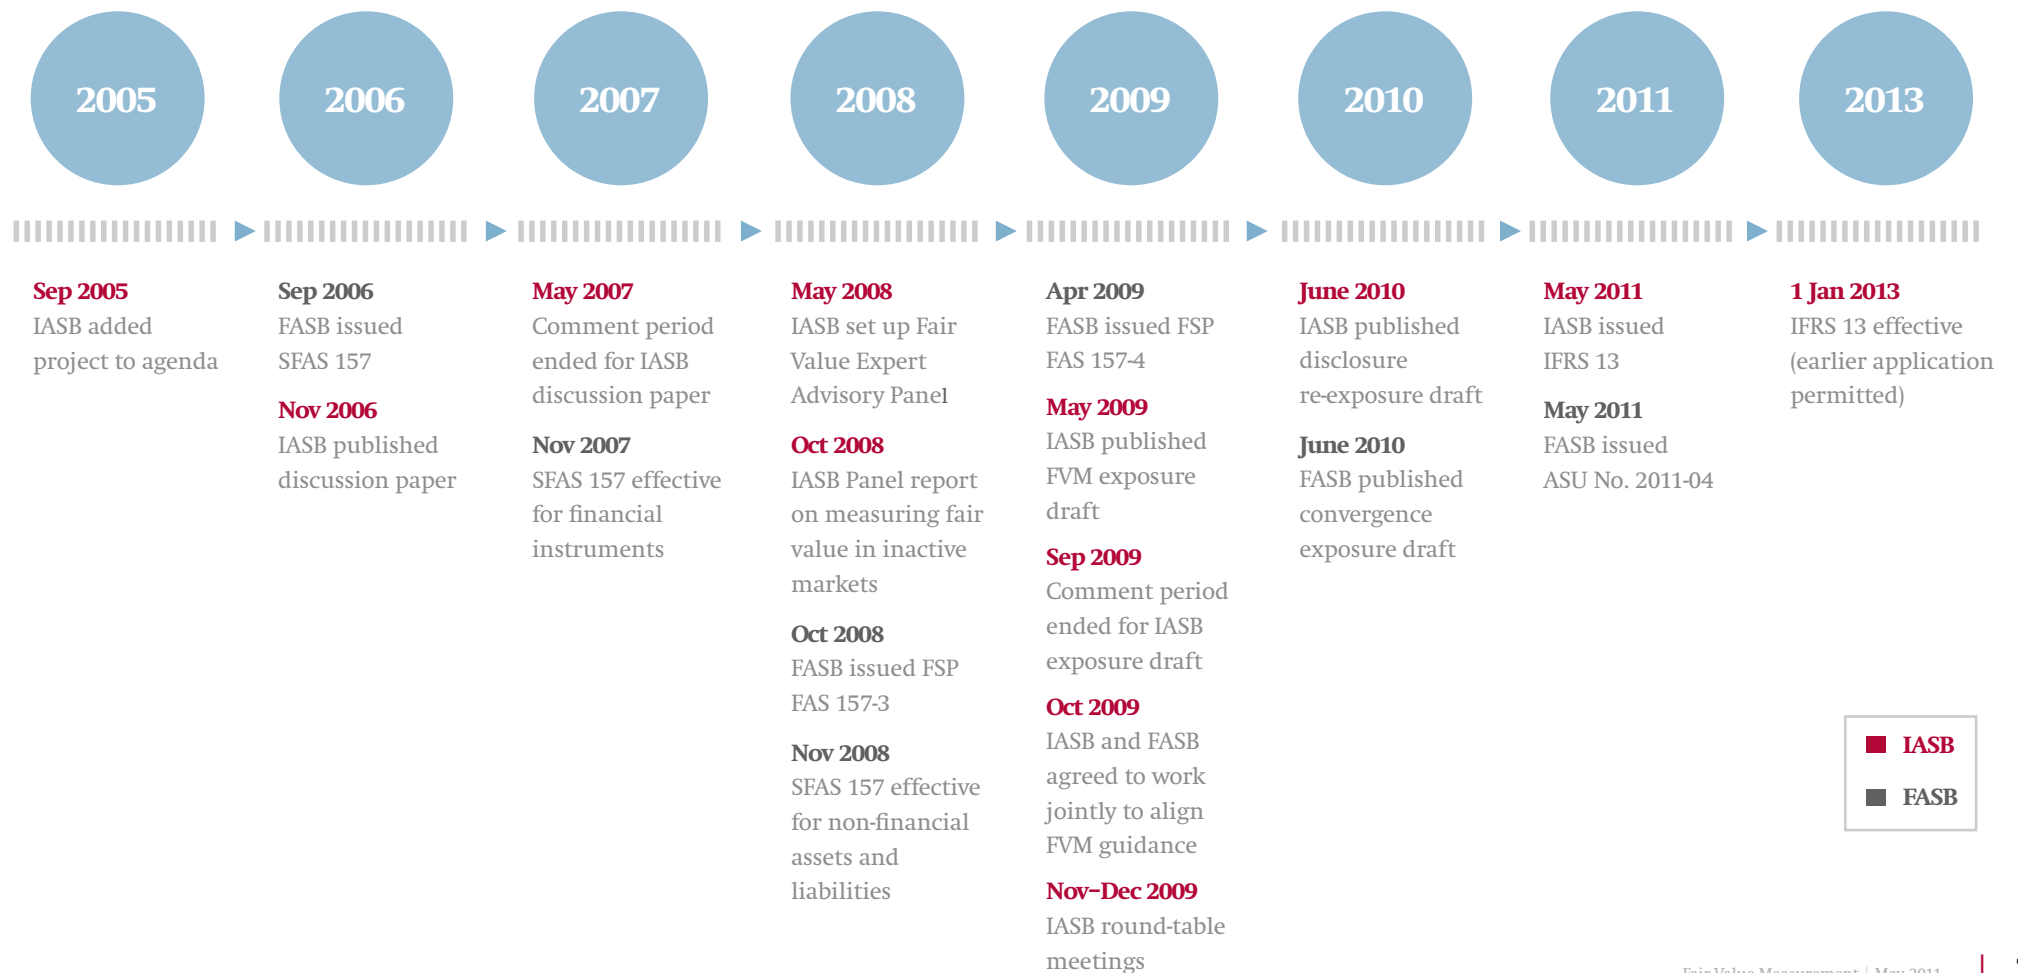 2005
2006
2007
2008
2009
2010
2011
2013
Sep 2005
IASB added
project to agenda
Sep 2006
FASB issued
SFAS 157
Nov 2006
IASB published
discussion paper
May 2007
Comment period
ended for IASB
discussion paper
Nov 2007
SFAS 157 effective
for financial
instruments
May 2008
IASB set up Fair
Value Expert
Advisory Panel
Oct 2008
IASB Panel report
on measuring fair
value in inactive
markets
Oct 2008
FASB issued FSP
FAS 157-3
Nov 2008
SFAS 157 effective
for non-financial
assets and
liabilities
Apr 2009
FASB issued FSP
FAS 157-4
May 2009
IASB published
FVM exposure
draft
Sep 2009
Comment period
ended for IASB
exposure draft
Oct 2009
IASB and FASB
agreed to work
jointly to align
FVM guidance
Nov–Dec 2009
IASB round-table
meetings
June 2010
IASB published
disclosure
re-exposure draft
June 2010
FASB published
convergence
exposure draft
May 2011
IASB issued
IFRS 13
May 2011
FASB issued
ASU No. 2011-04
1 Jan 2013
IFRS 13 effective
(earlier application
permitted)
IASB
FASB
Fair Value Measurement | May 2011